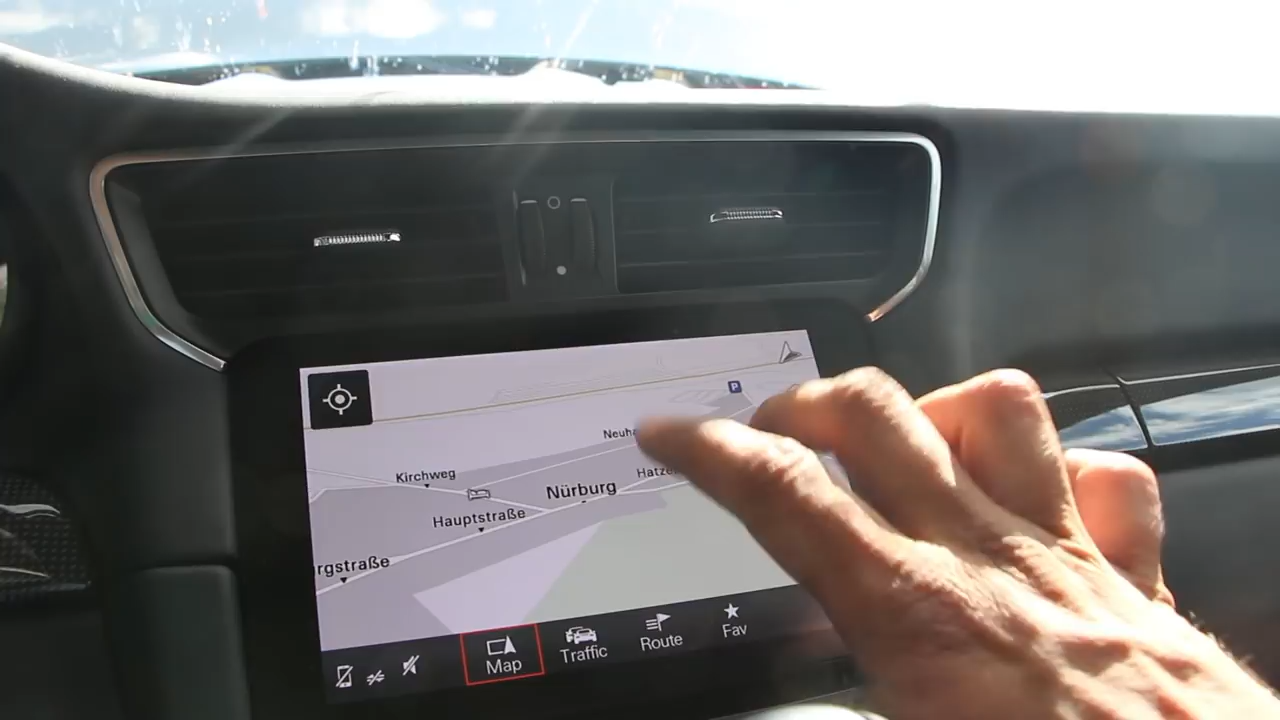 P
Kirchweg
Nürburg
Hauptstraße
rgstraße
Map
Traffic
Route
Fav